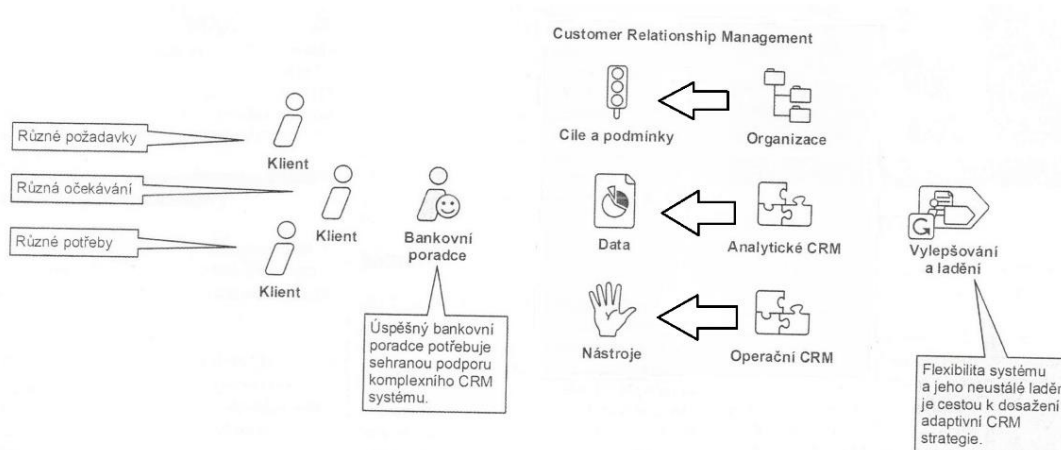 Customer Relationship Management
Různé požadavky
Klient
Různá očekávání
Klient
Různé potřeby
Klient
Bankovní
poradce
Úspěšný bankovní
poradce potřebuje
sehranou podporu
komplexního CRM
systému.
Cíle a podmínky
Organizace
Data
Analytické CRM
Nástroje
Operační CRM
Vylepšování
a ladění
Flexibilita systému
a jeho neustálé ladění
je cestou k dosažení
adaptivní CRM
strategie.